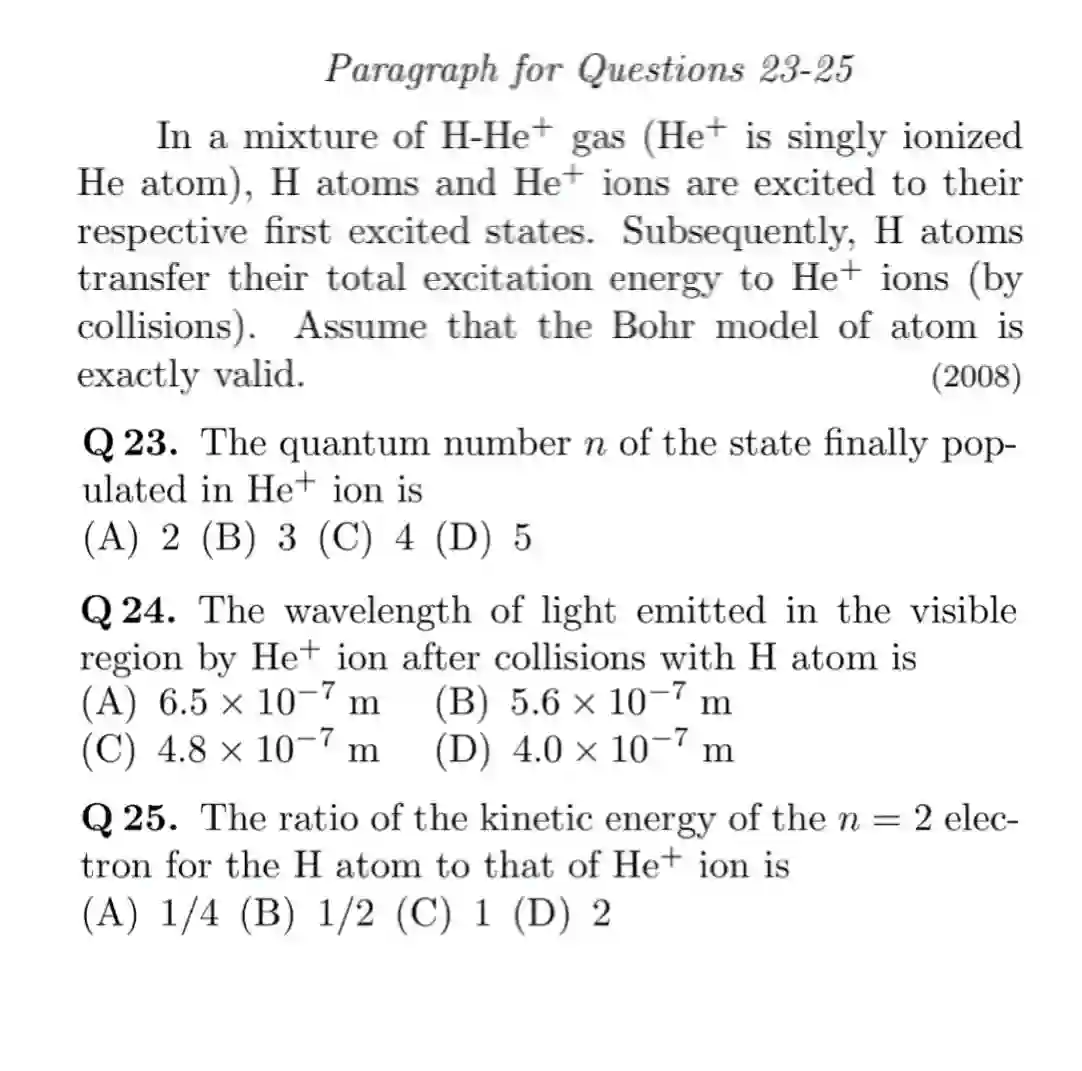 Paragraph for Questions 23-25
In a mixture of H-He⁺ gas (He⁺ is singly ionized
He atom), H atoms and He⁺ ions are excited to their
respective first excited states. Subsequently, H atoms
transfer their total excitation energy to He⁺ ions (by
collisions). Assume that the Bohr model of atom is
exactly valid. (2008)
Q 23. The quantum number n of the state finally pop-
ulated in He⁺ ion is
(A) 2 (B) 3 (C) 4 (D) 5
Q 24. The wavelength of light emitted in the visible
region by He⁺ ion after collisions with H atom is
(A) 6.5 × 10⁻⁷ m (B) 5.6 × 10⁻⁷ m
(C) 4.8 × 10⁻⁷ m (D) 4.0 × 10⁻⁷ m
Q 25. The ratio of the kinetic energy of the n = 2 elec-
tron for the H atom to that of He⁺ ion is
(A) 1/4 (B) 1/2 (C) 1 (D) 2